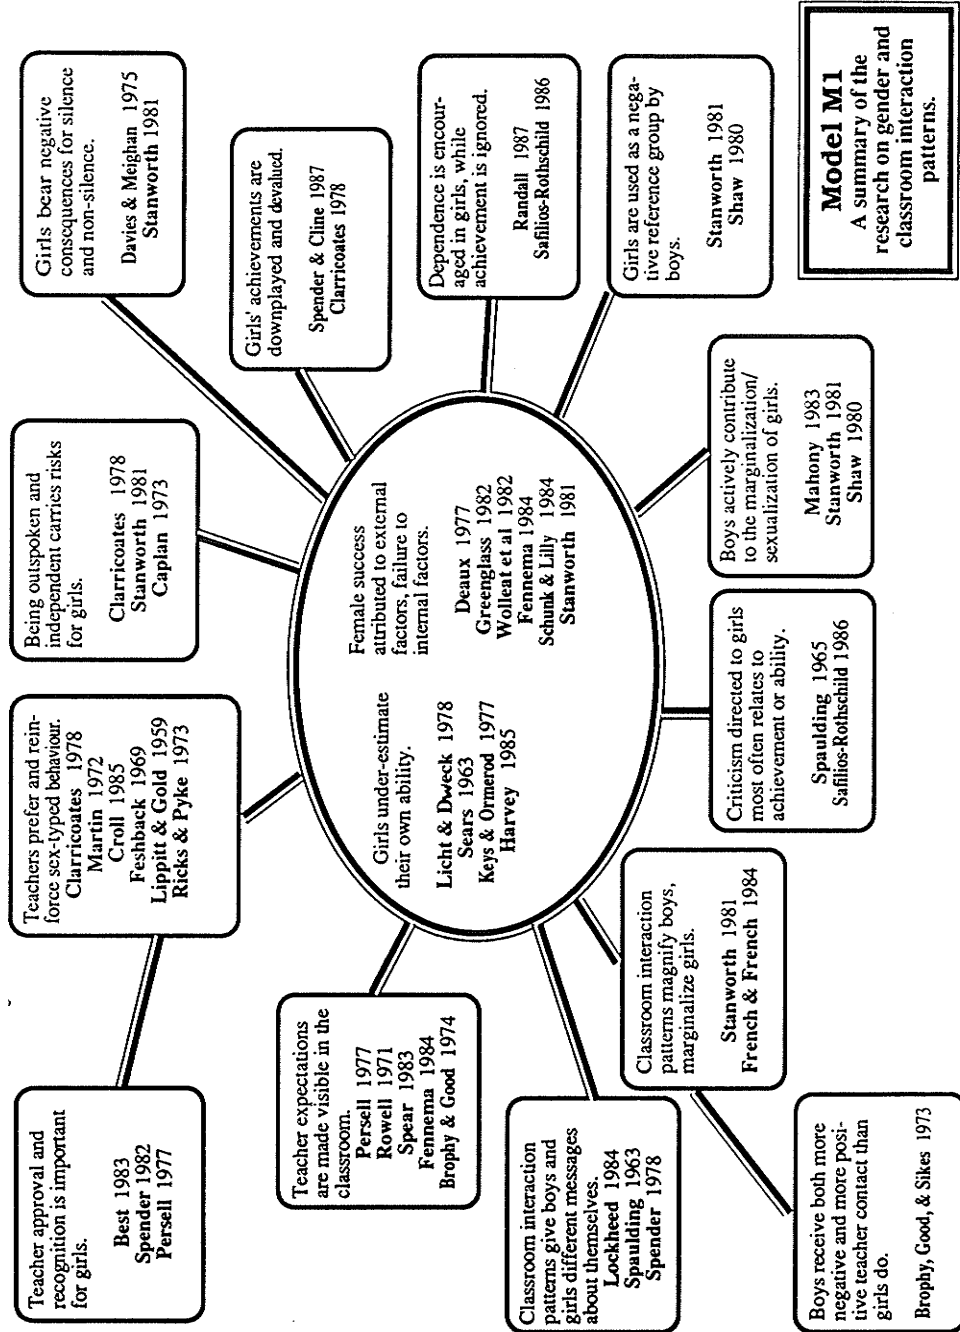 Teacher approval and
recognition is important
for girls.
Best 1983
Spender 1982
Persell 1977
Teachers prefer and rein-
force sex-typed behaviour.
Clarricoates 1978
Martin 1972
Croll 1985
Feshback 1969
Lippitt & Gold 1959
Ricks & Pyke 1973
Being outspoken and
independent carries risks
for girls.
Clarricoates 1978
Stanworth 1981
Caplan 1973
Girls bear negative
consequences for silence
and non-silence.
Davies & Meighan 1975
Stanworth 1981
Girls' achievements are
downplayed and devalued.
Spender & Cline 1987
Clarricoates 1978
Teacher expectations
are made visible in the
classroom.
Persell 1977
Rowell 1971
Spear 1983
Fennema 1984
Brophy & Good 1974
Girls under-estimate
their own ability.
Licht & Dweck 1978
Sears 1963
Keys & Ormerod 1977
Harvey 1985
Female success
attributed to external
factors, failure to
internal factors.
Deaux 1977
Greenglass 1982
Wolleat et al 1982
Fennema 1984
Schunk & Lilly 1984
Stanworth 1981
Dependence is encour-
aged in girls, while
achievement is ignored.
Randall 1987
Safilios-Rothschild 1986
Girls are used as a nega-
tive reference group by
boys.
Stanworth 1981
Shaw 1980
Classroom interaction
patterns give boys and
girls different messages
about themselves.
Lockheed 1984
Spaulding 1963
Spender 1978
Classroom interaction
patterns magnify boys,
marginalize girls.
Stanworth 1981
French & French 1984
Criticism directed to girls
most often relates to
achievement or ability.
Spaulding 1965
Safilios-Rothschild 1986
Boys actively contribute
to the marginalization/
sexualization of girls.
Mahony 1983
Stanworth 1981
Shaw 1980
Boys receive both more
negative and more posi-
tive teacher contact than
girls do.
Brophy, Good, & Sikes 1973
Model M1
A summary of the
research on gender and
classroom interaction
patterns.